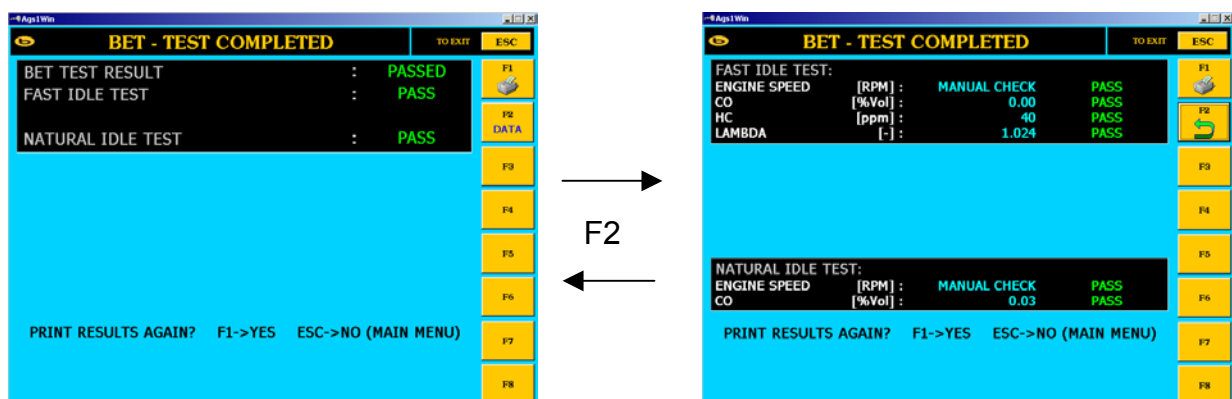 Ags1Win
BET - TEST COMPLETED TO EXIT ESC
BET TEST RESULT : PASSED
FAST IDLE TEST : PASS
NATURAL IDLE TEST : PASS
F1
F2
DATA
F3
F4
F5
F6
PRINT RESULTS AGAIN? F1->YES ESC->NO (MAIN MENU)
F7
F8
F2
Ags1Win
BET - TEST COMPLETED TO EXIT ESC
FAST IDLE TEST:
ENGINE SPEED [RPM] : MANUAL CHECK PASS
CO [%Vol] : 0.00 PASS
HC [ppm] : 40 PASS
LAMBDA [-] : 1.024 PASS
F1
F2
F3
F4
F5
NATURAL IDLE TEST:
ENGINE SPEED [RPM] : MANUAL CHECK PASS
CO [%Vol] : 0.03 PASS
F6
PRINT RESULTS AGAIN? F1->YES ESC->NO (MAIN MENU)
F7
F8